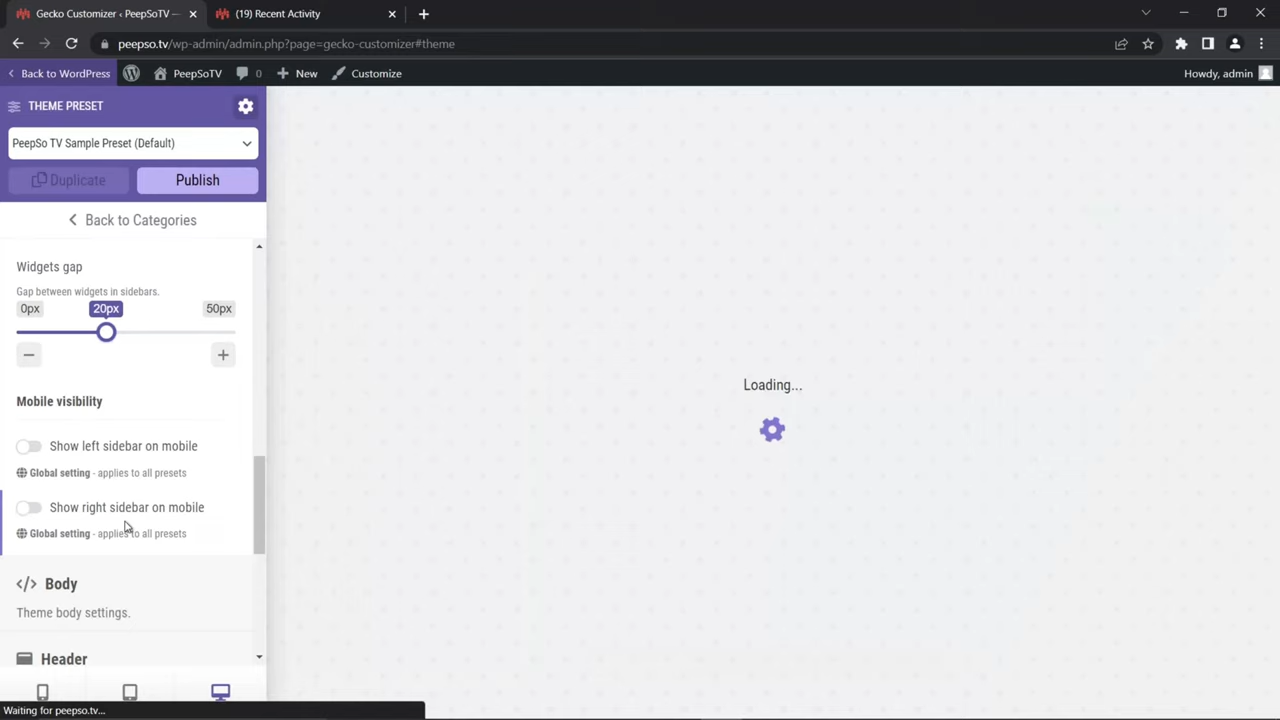 Gecko Customizer ‹ PeepSoTV —
(19) Recent Activity
peepso.tv/wp-admin/admin.php?page=gecko-customizer#theme
Back to WordPress
PeepSoTV
0
New
Customize
Howdy, admin
THEME PRESET
PeepSo TV Sample Preset (Default)
Duplicate
Publish
Back to Categories
Widgets gap
Gap between widgets in sidebars.
0px
20px
50px
Loading...
Mobile visibility
Show left sidebar on mobile
Global setting - applies to all presets
Show right sidebar on mobile
Global setting - applies to all presets
</> Body
Theme body settings.
Header
Waiting for peepso.tv...